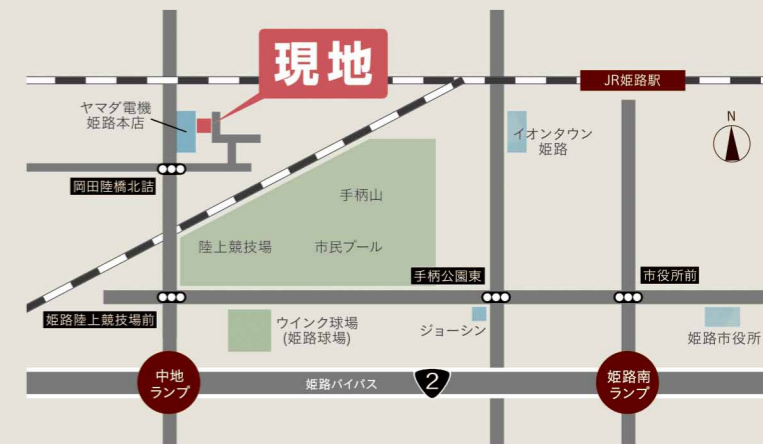 現地
JR姫路駅
ヤマダ電機
姫路本店
イオンタウン
姫路
N
岡田陸橋北詰
手柄山
陸上競技場
市民プール
手柄公園東
市役所前
姫路陸上競技場前
ウインク球場
(姫路球場)
ジョーシン
姫路市役所
中地
ランプ
姫路バイパス
2
姫路南
ランプ